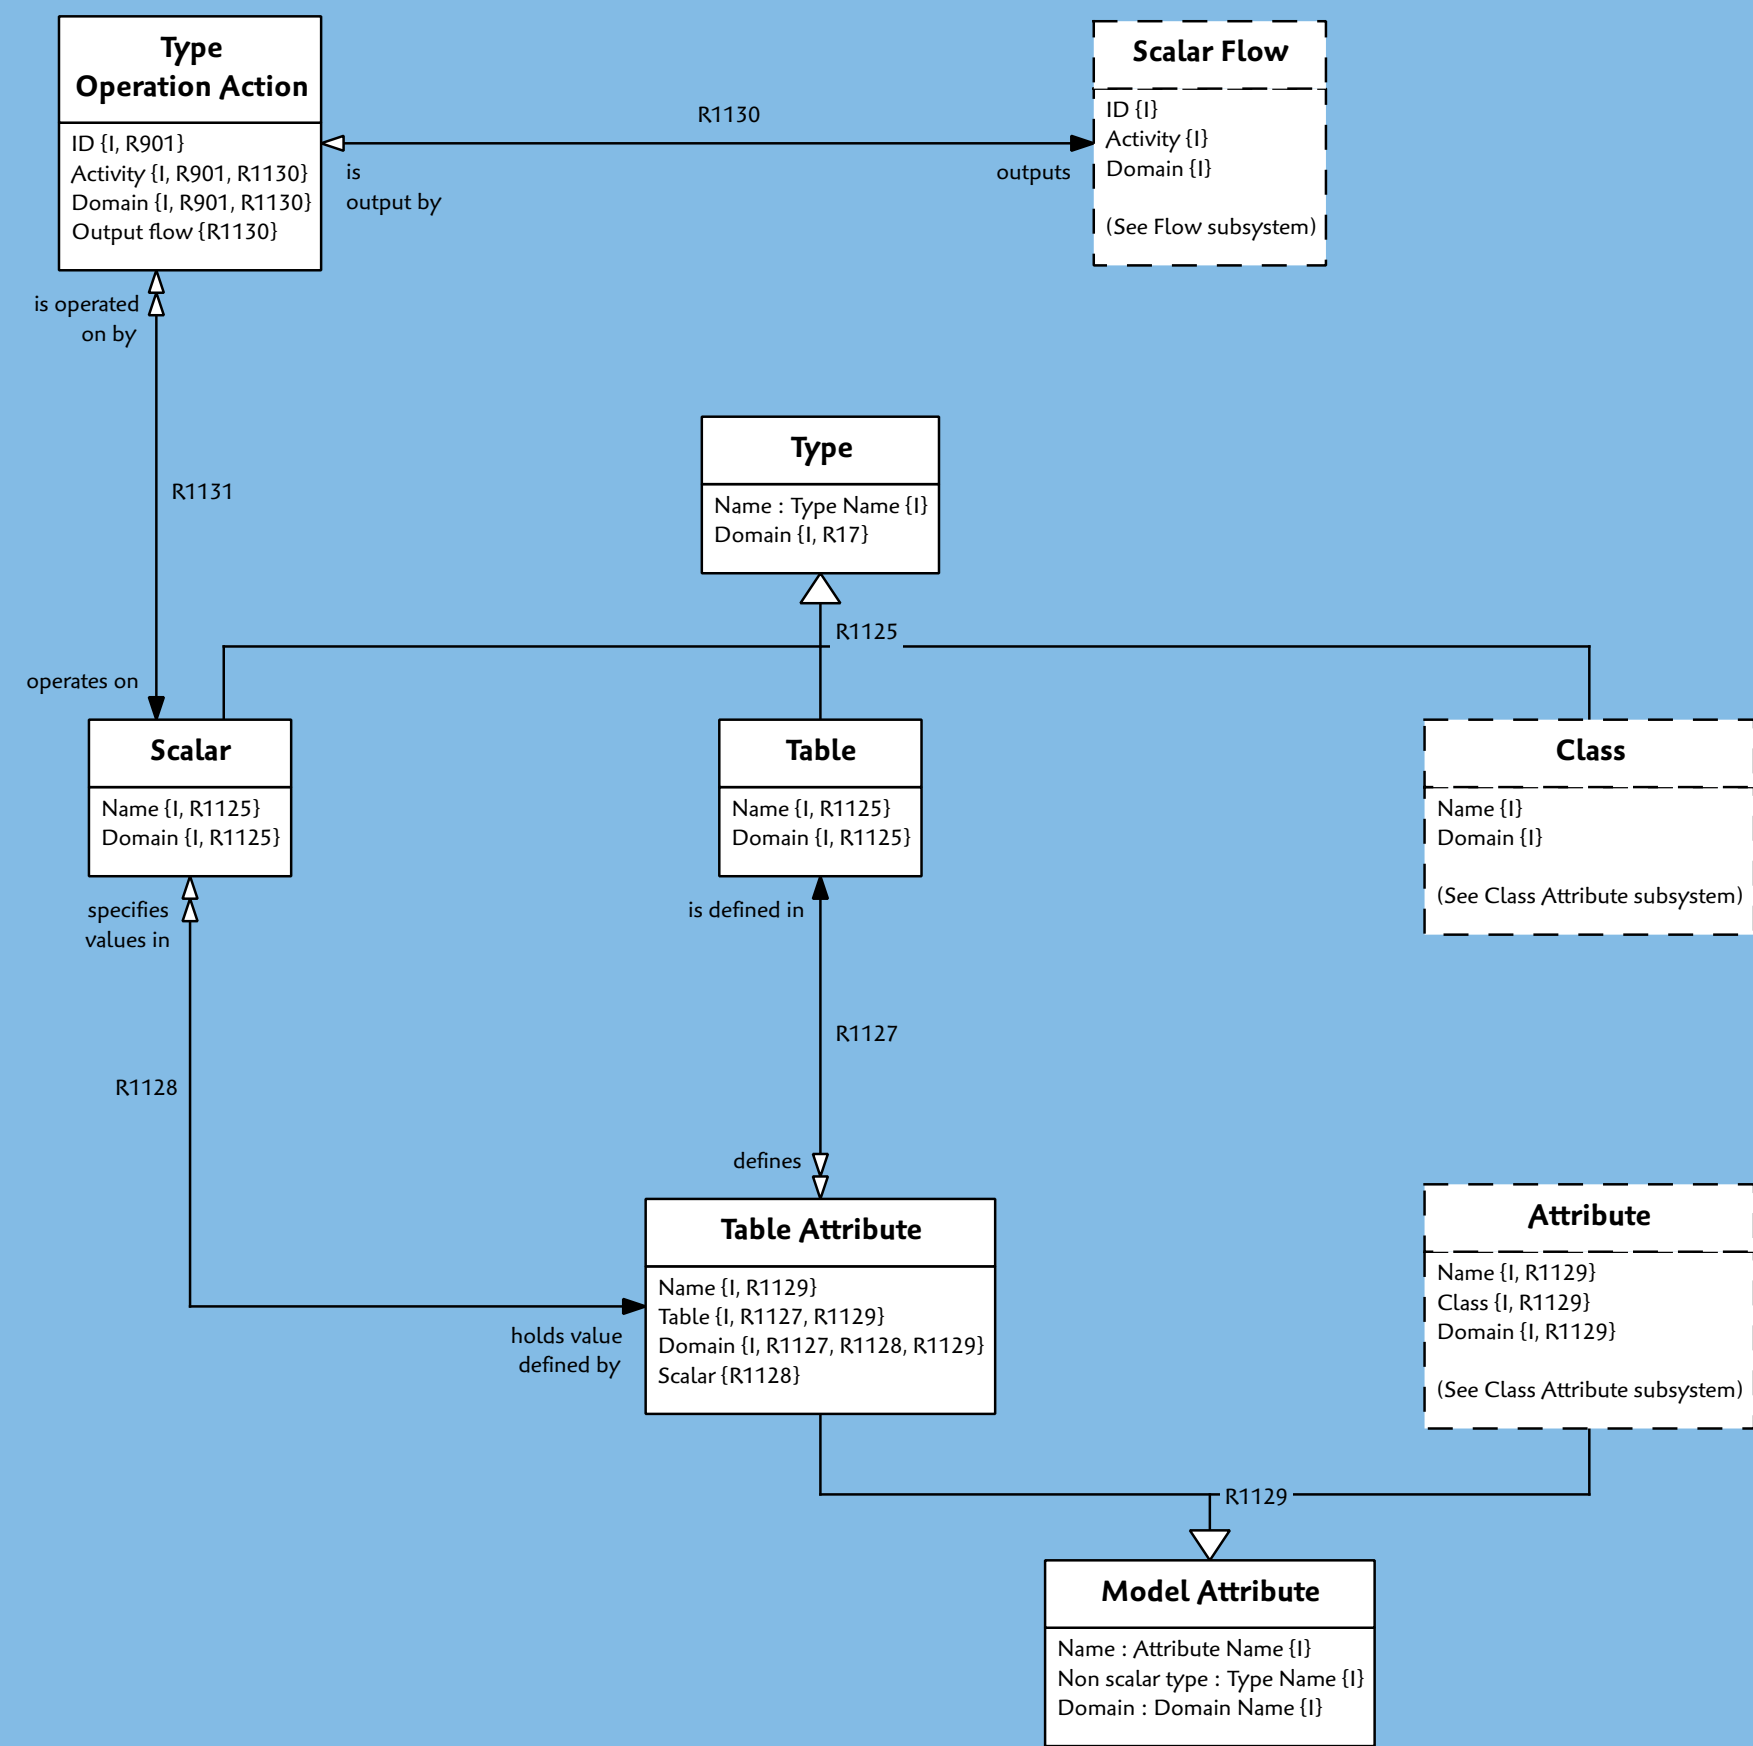 Type
Operation Action
ID {I, R901}
Activity {I, R901, R1130}
Domain {I, R901, R1130}
Output flow {R1130}
R1130
is
output by
outputs
Scalar Flow
ID {I}
Activity {I}
Domain {I}
(See Flow subsystem)
is operated
on by
R1131
operates on
Type
Name : Type Name {I}
Domain {I, R17}
R1125
Scalar
Name {I, R1125}
Domain {I, R1125}
Table
Name {I, R1125}
Domain {I, R1125}
Class
Name {I}
Domain {I}
(See Class Attribute subsystem)
specifies
values in
R1128
holds value
defined by
is defined in
R1127
defines
Table Attribute
Name {I, R1129}
Table {I, R1127, R1129}
Domain {I, R1127, R1128, R1129}
Scalar {R1128}
Attribute
Name {I, R1129}
Class {I, R1129}
Domain {I, R1129}
(See Class Attribute subsystem)
R1129
Model Attribute
Name : Attribute Name {I}
Non scalar type : Type Name {I}
Domain : Domain Name {I}